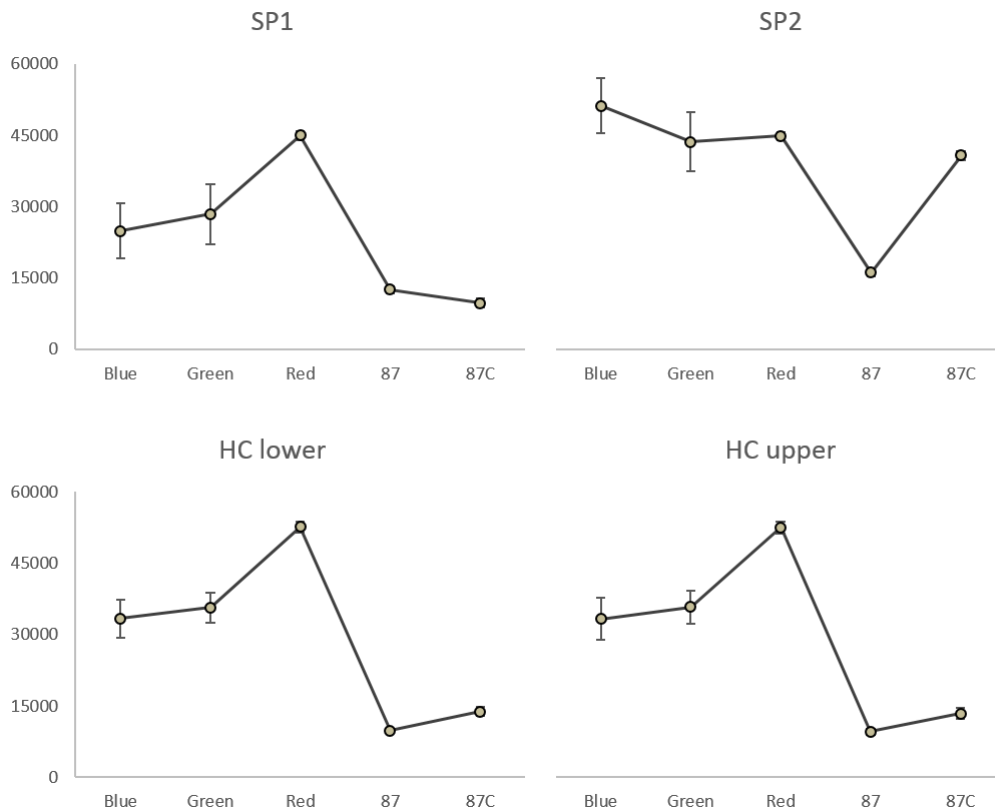 SP1 SP2
60000
45000
30000
15000
0
Blue Green Red 87 87C Blue Green Red 87 87C
HC lower HC upper
60000
45000
30000
15000
0
Blue Green Red 87 87C Blue Green Red 87 87C